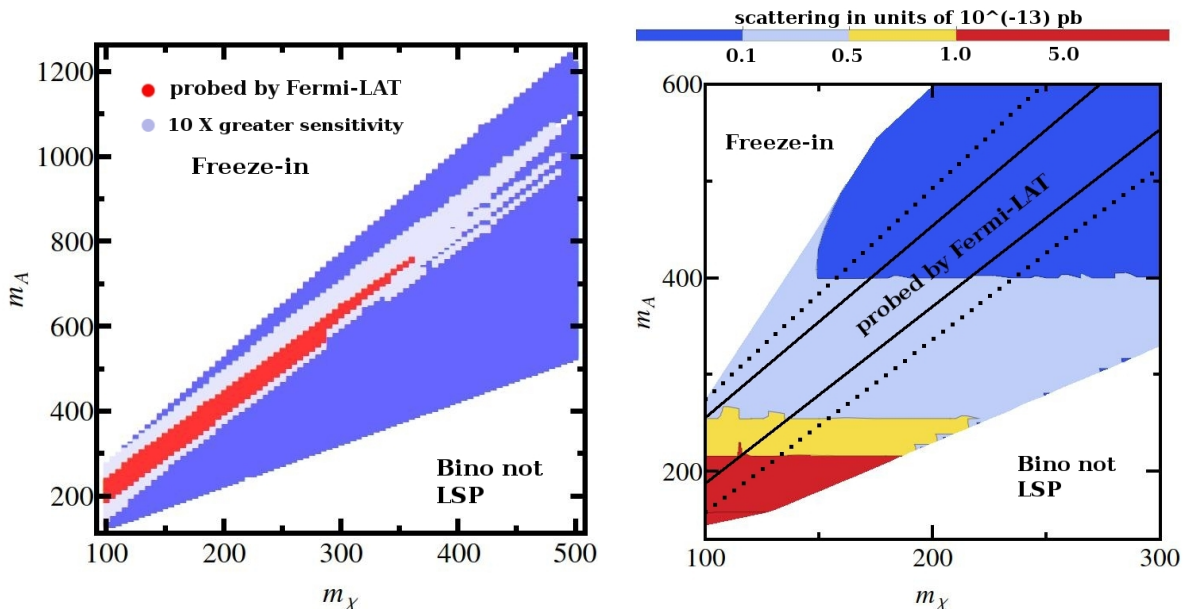 probed by Fermi-LAT
10 X greater sensitivity
Freeze-in
Bino not
LSP
1200
1000
800
600
400
200
m_A
100
200
300
400
500
m_χ
scattering in units of 10^(-13) pb
0.1
0.5
1.0
5.0
Freeze-in
probed by Fermi-LAT
Bino not
LSP
600
400
200
m_A
100
200
300
m_χ